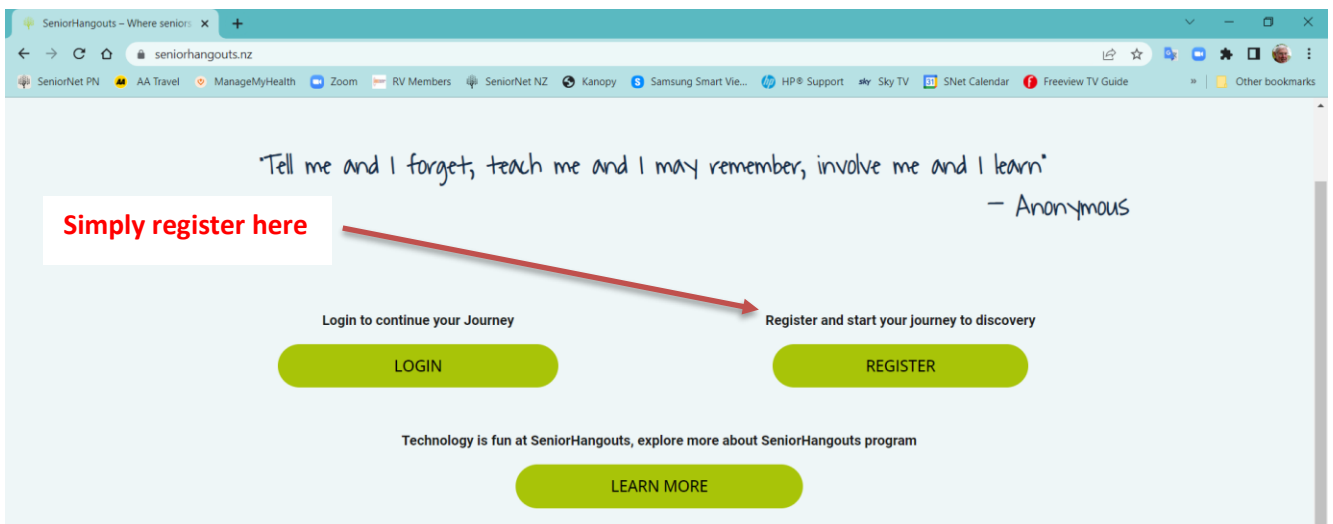 SeniorHangouts – Where seniors
seniorhangouts.nz
SeniorNet PN AA Travel ManageMyHealth Zoom RV Members SeniorNet NZ Kanopy Samsung Smart Vie... HP® Support sky Sky TV 31 SNet Calendar Freeview TV Guide » Other bookmarks
"Tell me and I forget, teach me and I may remember, involve me and I learn"
– Anonymous
Simply register here
Login to continue your Journey
Register and start your journey to discovery
LOGIN
REGISTER
Technology is fun at SeniorHangouts, explore more about SeniorHangouts program
LEARN MORE